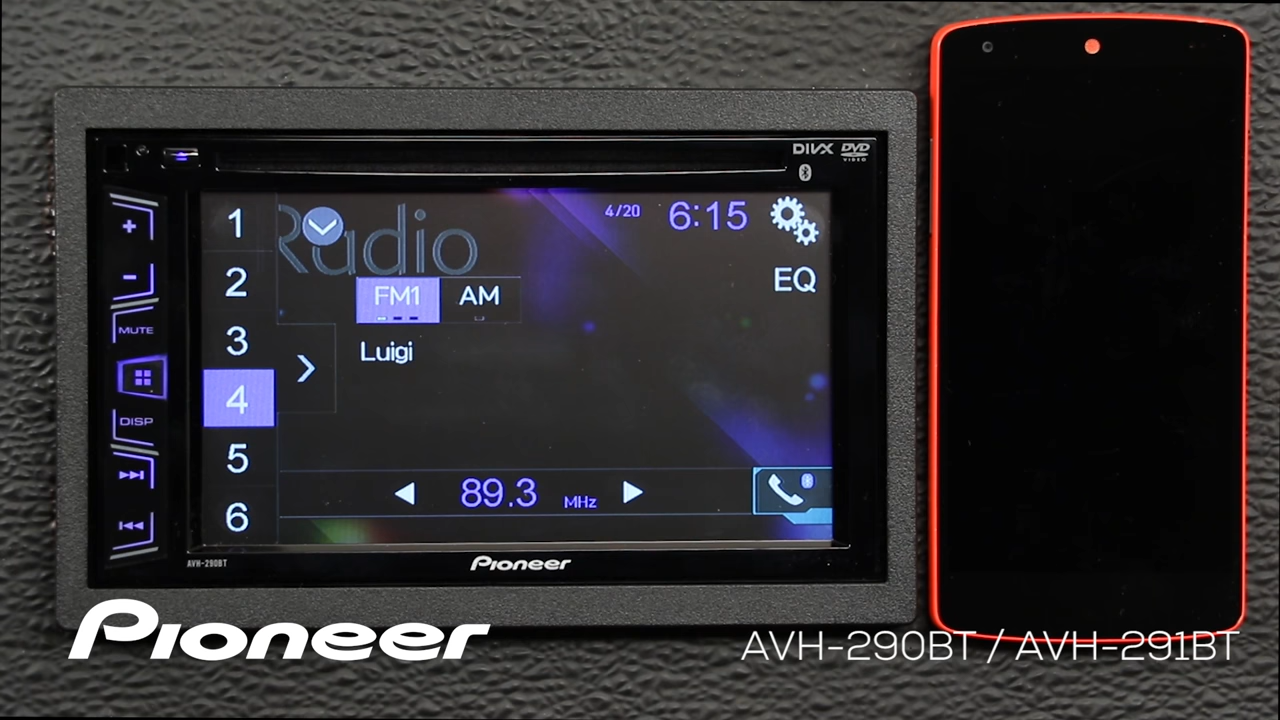 DIVX DVD
VIDEO
4/20 6:15
Radio
EQ
FM1 AM
Luigi
1
2
3
4
5
6
+
-
MUTE
DISP
89.3 MHz
AVH-290BT
Pioneer
Pioneer
AVH-290BT / AVH-291BT